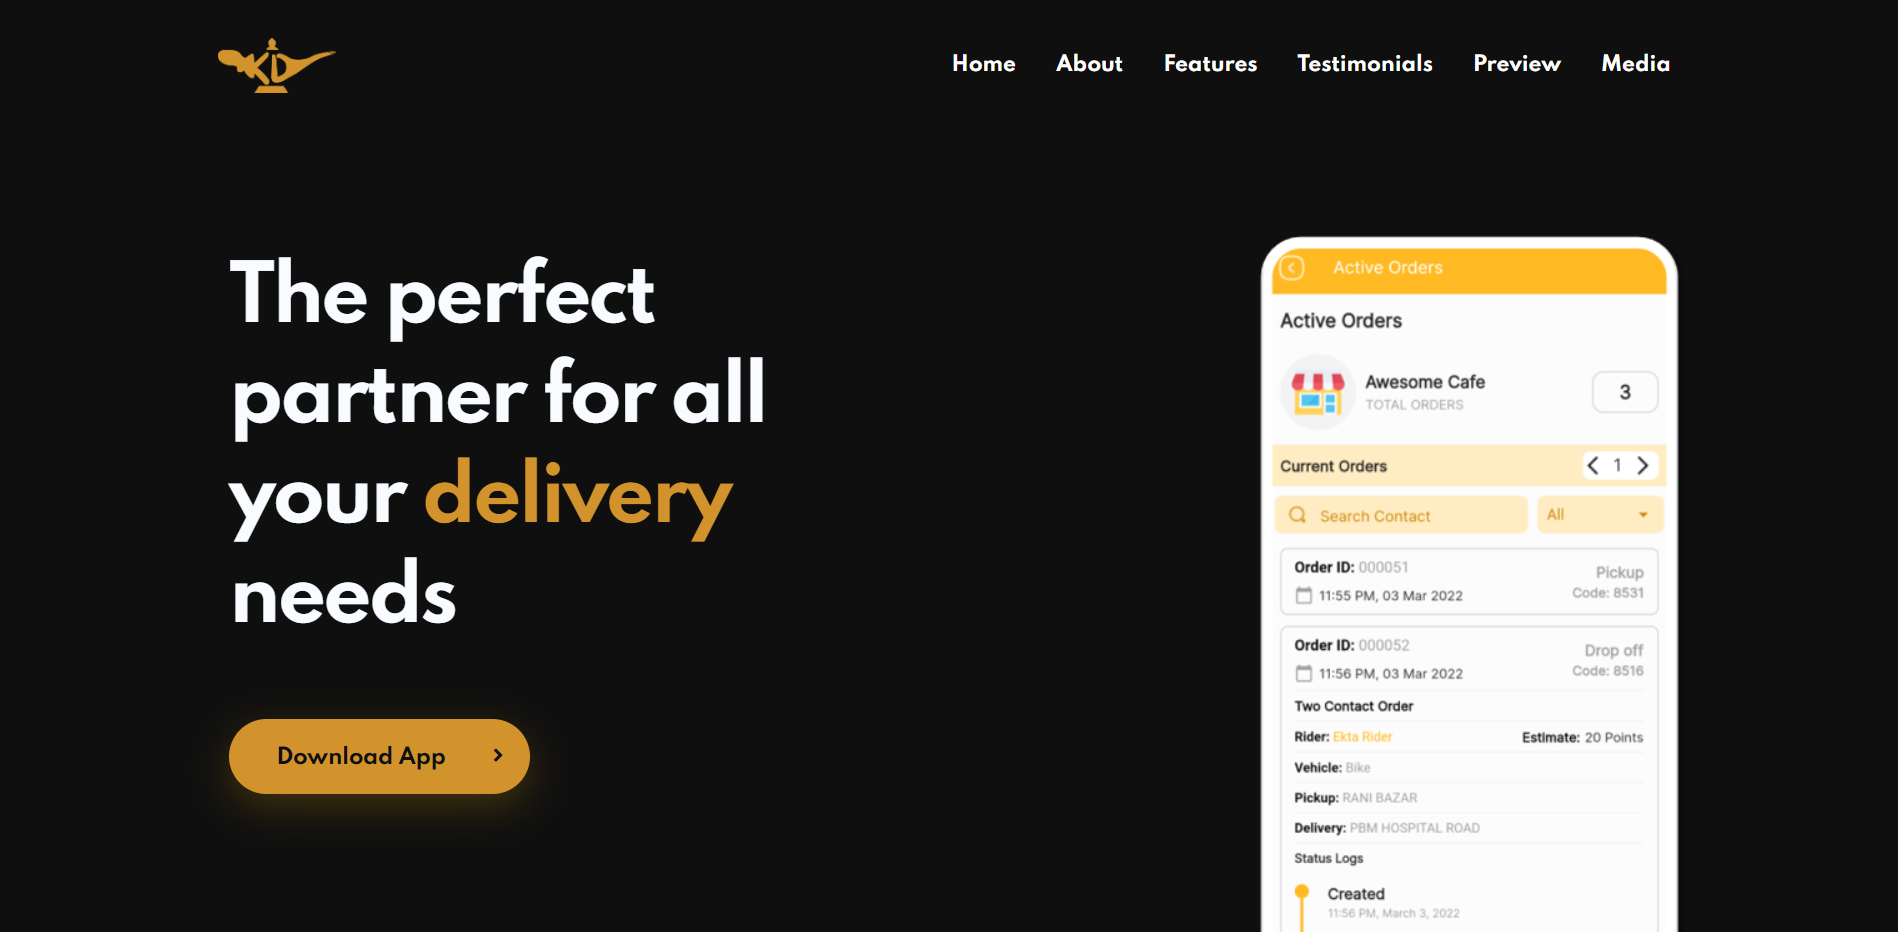 KD
Home About Features Testimonials Preview Media
The perfect
partner for all
your delivery
needs
Download App
Active Orders
Active Orders
Awesome Cafe
TOTAL ORDERS
3
Current Orders
1
Search Contact
All
Order ID: 000051
Pickup
11:55 PM, 03 Mar 2022
Code: 8531
Order ID: 000052
Drop off
11:56 PM, 03 Mar 2022
Code: 8516
Two Contact Order
Rider: Ekta Rider
Estimate: 20 Points
Vehicle: Bike
Pickup: RANI BAZAR
Delivery: PBM HOSPITAL ROAD
Status Logs
Created
11:56 PM, March 3, 2022